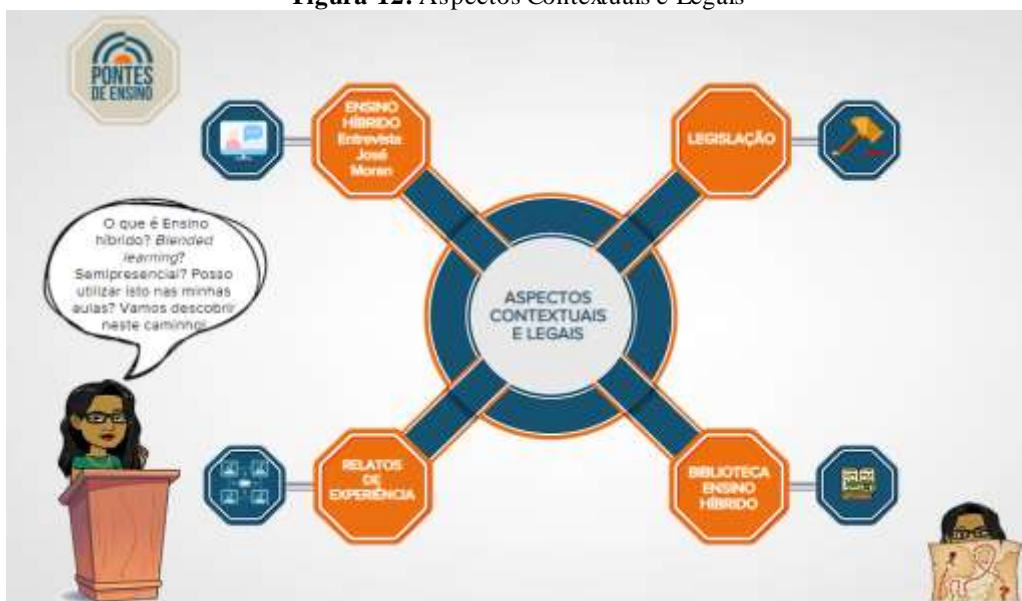 Figura 12: Aspectos Contextuais e Legais
PONTES
DE ENSINO
ENSINO
HÍBRIDO
Entrevista
José
Moran
LEGISLAÇÃO
O que é Ensino
híbrido? Blended
learning?
Semipresencial? Posso
utilizar isto nas minhas
aulas? Vamos descobrir
neste caminho!
ASPECTOS
CONTEXTUAIS
E LEGAIS
RELATOS
DE
EXPERIÊNCIA
BIBLIOTECA
ENSINO
HÍBRIDO